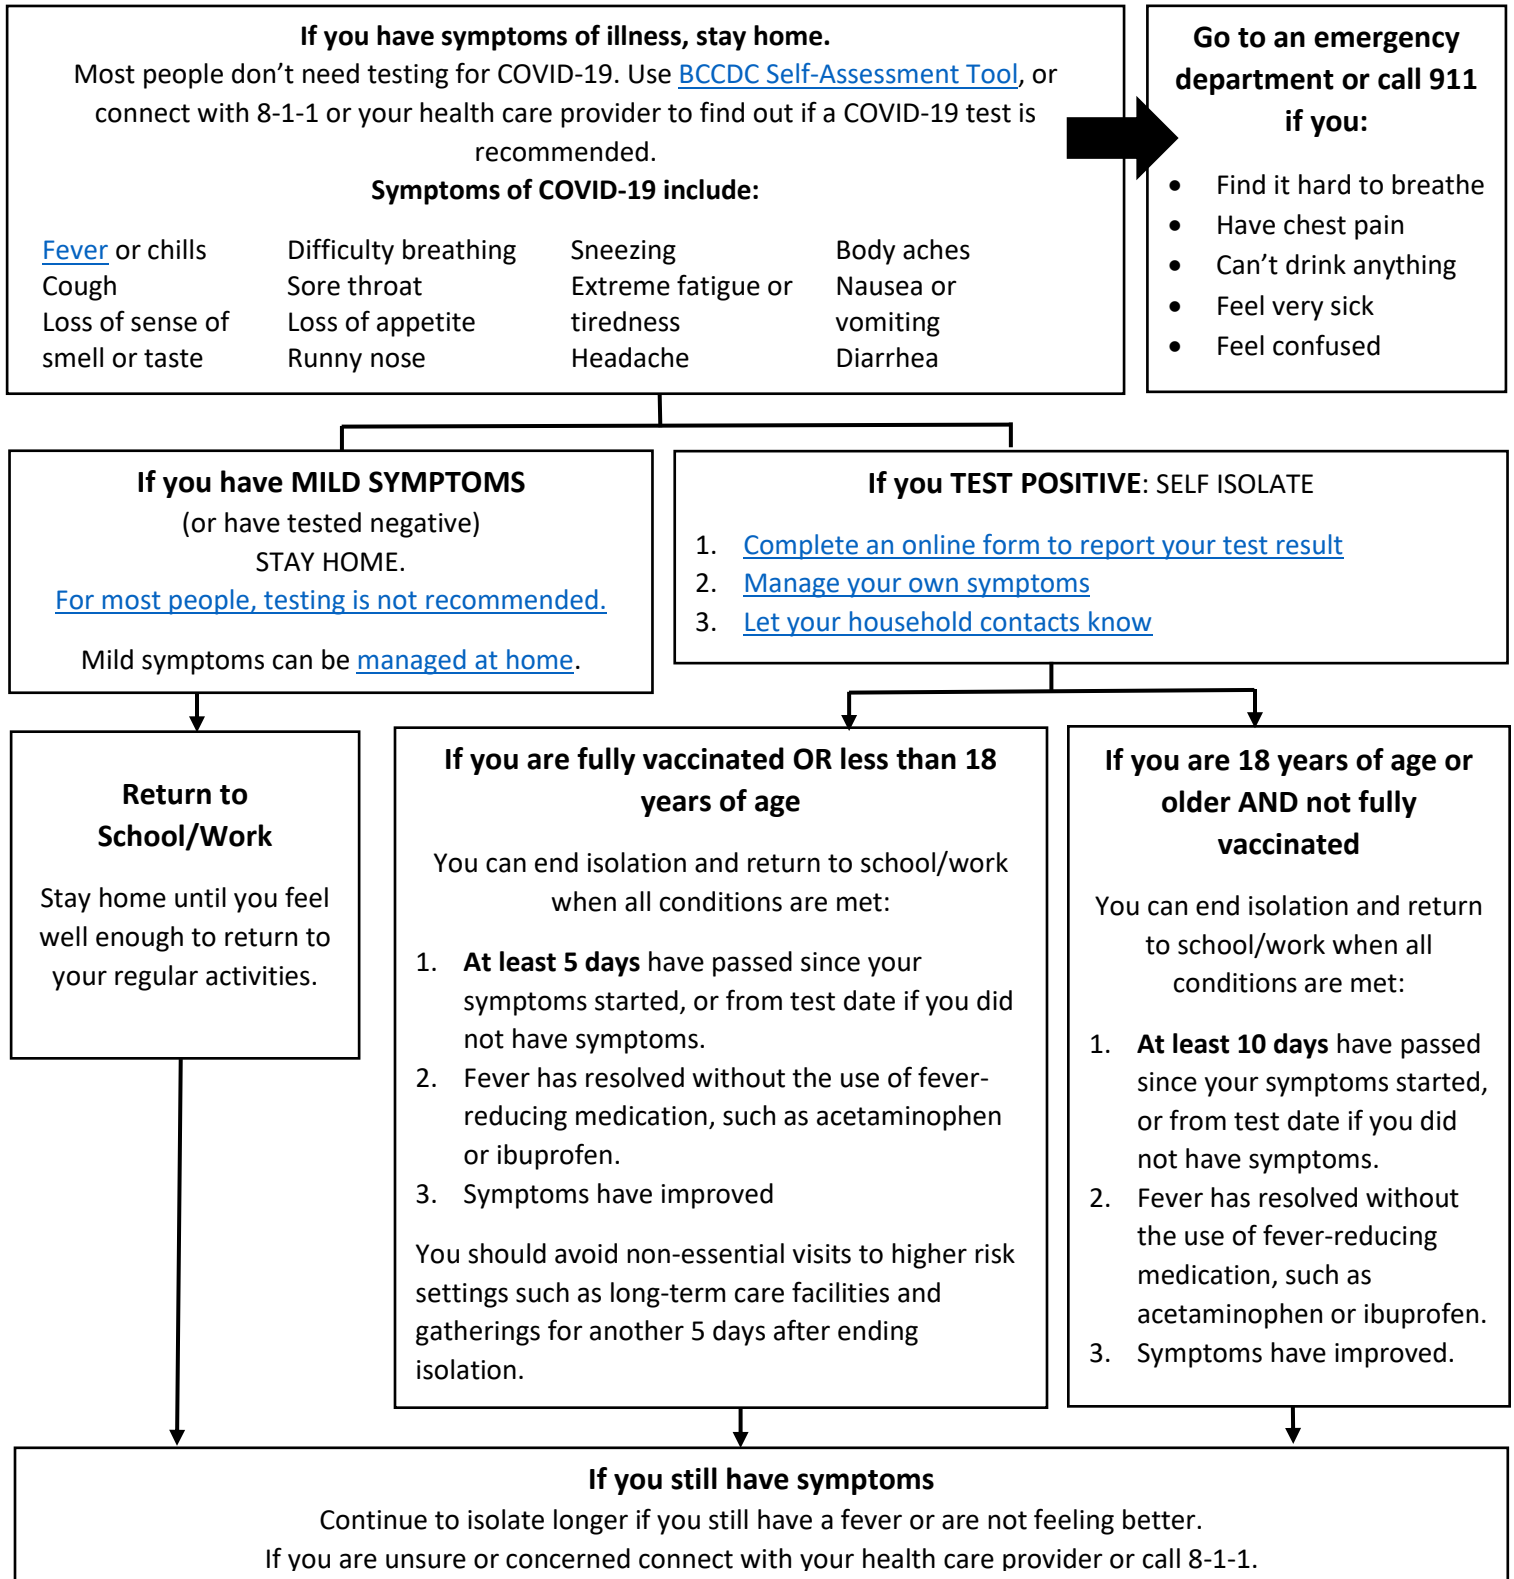 If you have symptoms of illness, stay home.
Most people don't need testing for COVID-19. Use BCCDC Self-Assessment Tool, or
connect with 8-1-1 or your health care provider to find out if a COVID-19 test is
recommended.
Symptoms of COVID-19 include:
Fever or chills
Cough
Loss of sense of
smell or taste
Difficulty breathing
Sore throat
Loss of appetite
Runny nose
Sneezing
Extreme fatigue or
tiredness
Headache
Body aches
Nausea or
vomiting
Diarrhea
Go to an emergency
department or call 911
if you:
• Find it hard to breathe
• Have chest pain
• Can't drink anything
• Feel very sick
• Feel confused
If you have MILD SYMPTOMS
(or have tested negative)
STAY HOME.
For most people, testing is not recommended.
Mild symptoms can be managed at home.
If you TEST POSITIVE: SELF ISOLATE
1. Complete an online form to report your test result
2. Manage your own symptoms
3. Let your household contacts know
Return to
School/Work
Stay home until you feel
well enough to return to
your regular activities.
If you are fully vaccinated OR less than 18
years of age
You can end isolation and return to school/work
when all conditions are met:
1. At least 5 days have passed since your
symptoms started, or from test date if you did
not have symptoms.
2. Fever has resolved without the use of fever-
reducing medication, such as acetaminophen
or ibuprofen.
3. Symptoms have improved
You should avoid non-essential visits to higher risk
settings such as long-term care facilities and
gatherings for another 5 days after ending
isolation.
If you are 18 years of age or
older AND not fully
vaccinated
You can end isolation and return
to school/work when all
conditions are met:
1. At least 10 days have passed
since your symptoms started,
or from test date if you did
not have symptoms.
2. Fever has resolved without
the use of fever-reducing
medication, such as
acetaminophen or ibuprofen.
3. Symptoms have improved.
If you still have symptoms
Continue to isolate longer if you still have a fever or are not feeling better.
If you are unsure or concerned connect with your health care provider or call 8-1-1.